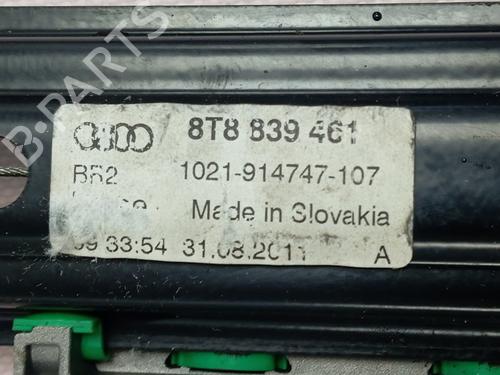 8T8 839 461
BR2 1021-914747-107
Made in Slovakia
09 33:54 31.08.2011 A
B-PARTS